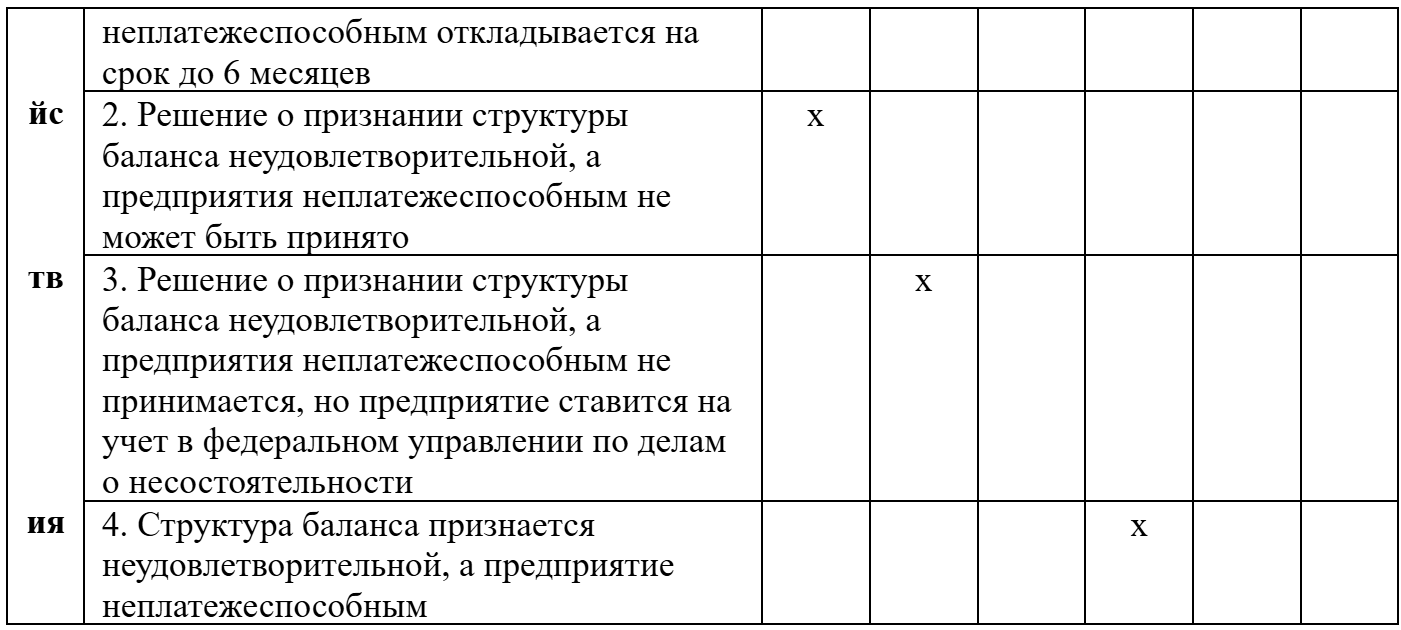 неплатежеспособным откладывается на
срок до 6 месяцев
йс
2. Решение о признании структуры
х
баланса неудовлетворительной, а
предприятия неплатежеспособным не
может быть принято
тв
3. Решение о признании структуры
х
баланса неудовлетворительной, а
предприятия неплатежеспособным не
принимается, но предприятие ставится на
учет в федеральном управлении по делам
о несостоятельности
ия
4. Структура баланса признается
х
неудовлетворительной, а предприятие
неплатежеспособным